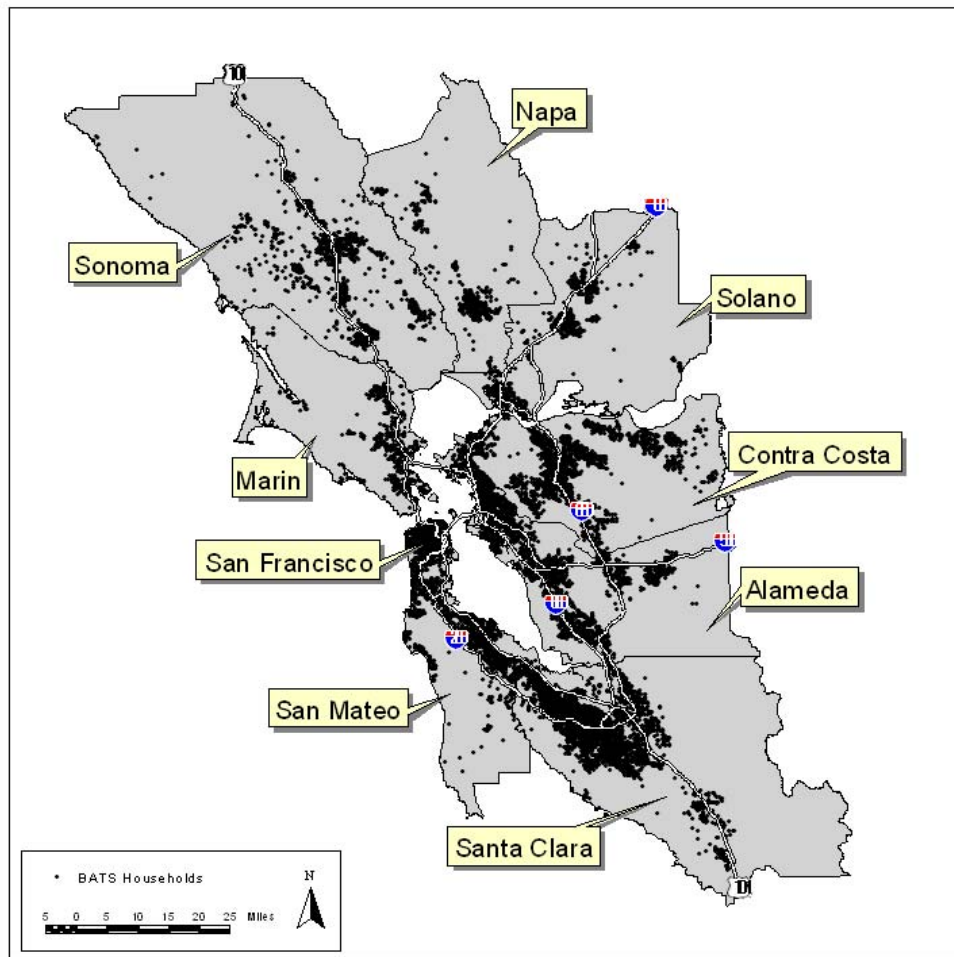 Napa
Sonoma
Solano
Contra Costa
Marin
San Francisco
Alameda
San Mateo
Santa Clara
BATS Households
N
5 0 5 10 15 20 25 Miles